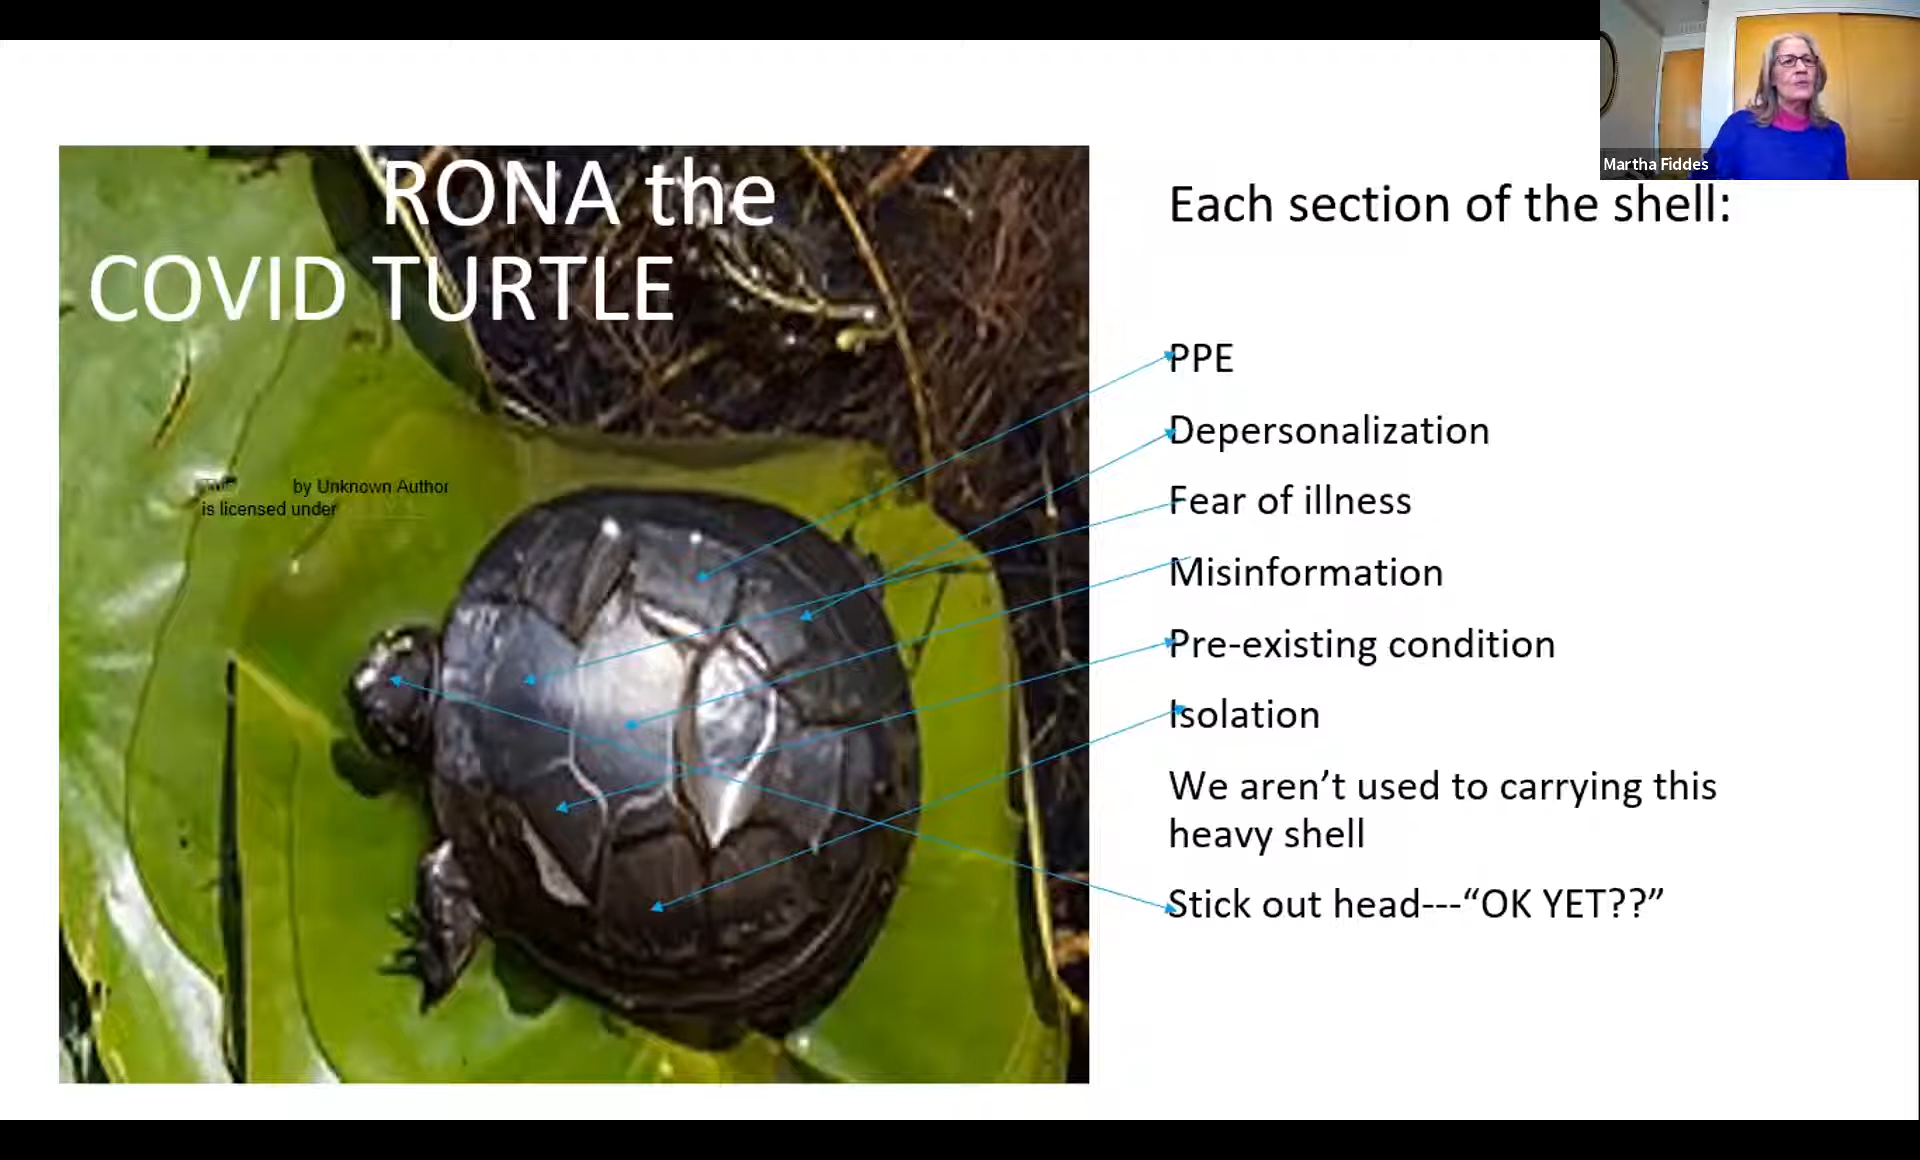 Martha Fiddes
RONA the
COVID TURTLE
by Unknown Author
is licensed under
Each section of the shell:
PPE
Depersonalization
Fear of illness
Misinformation
Pre-existing condition
Isolation
We aren’t used to carrying this
heavy shell
Stick out head---“OK YET??”